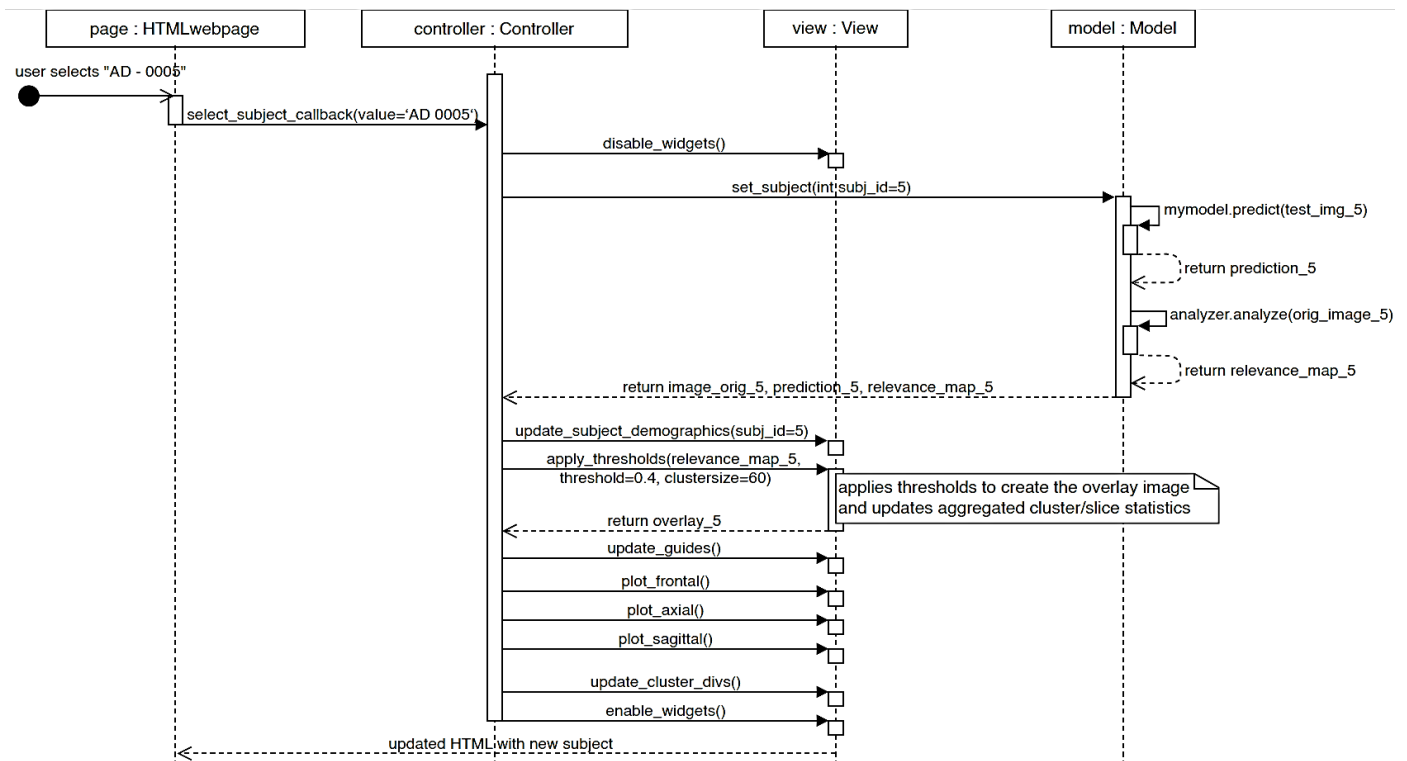 page : HTMLwebpage
controller : Controller
view : View
model : Model
user selects "AD - 0005"
select_subject_callback(value=‘AD 0005‘)
disable_widgets()
set_subject(int subj_id=5)
mymodel.predict(test_img_5)
return prediction_5
analyzer.analyze(orig_image_5)
return relevance_map_5
return image_orig_5, prediction_5, relevance_map_5
update_subject_demographics(subj_id=5)
apply_thresholds(relevance_map_5,
threshold=0.4, clustersize=60)
applies thresholds to create the overlay image
and updates aggregated cluster/slice statistics
return overlay_5
update_guides()
plot_frontal()
plot_axial()
plot_sagittal()
update_cluster_divs()
enable_widgets()
updated HTML with new subject